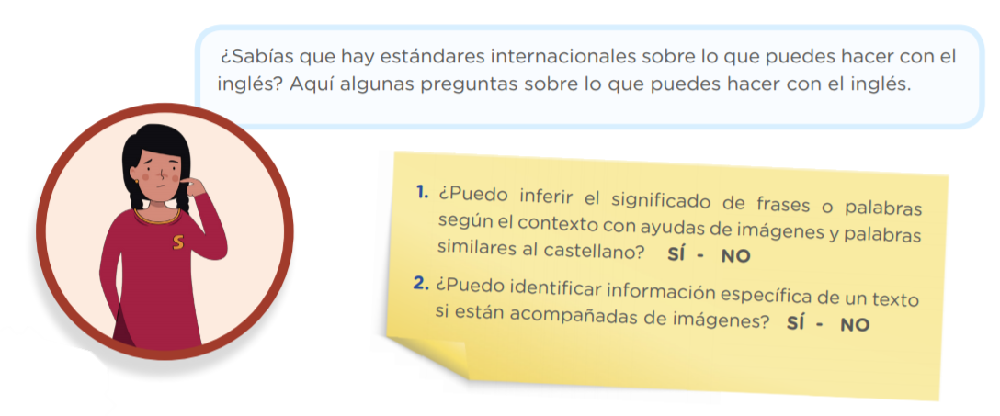 ¿Sabías que hay estándares internacionales sobre lo que puedes hacer con el
inglés? Aquí algunas preguntas sobre lo que puedes hacer con el inglés.
S
1. ¿Puedo inferir el significado de frases o palabras
según el contexto con ayudas de imágenes y palabras
similares al castellano? SÍ - NO
2. ¿Puedo identificar información específica de un texto
si están acompañadas de imágenes? SÍ - NO